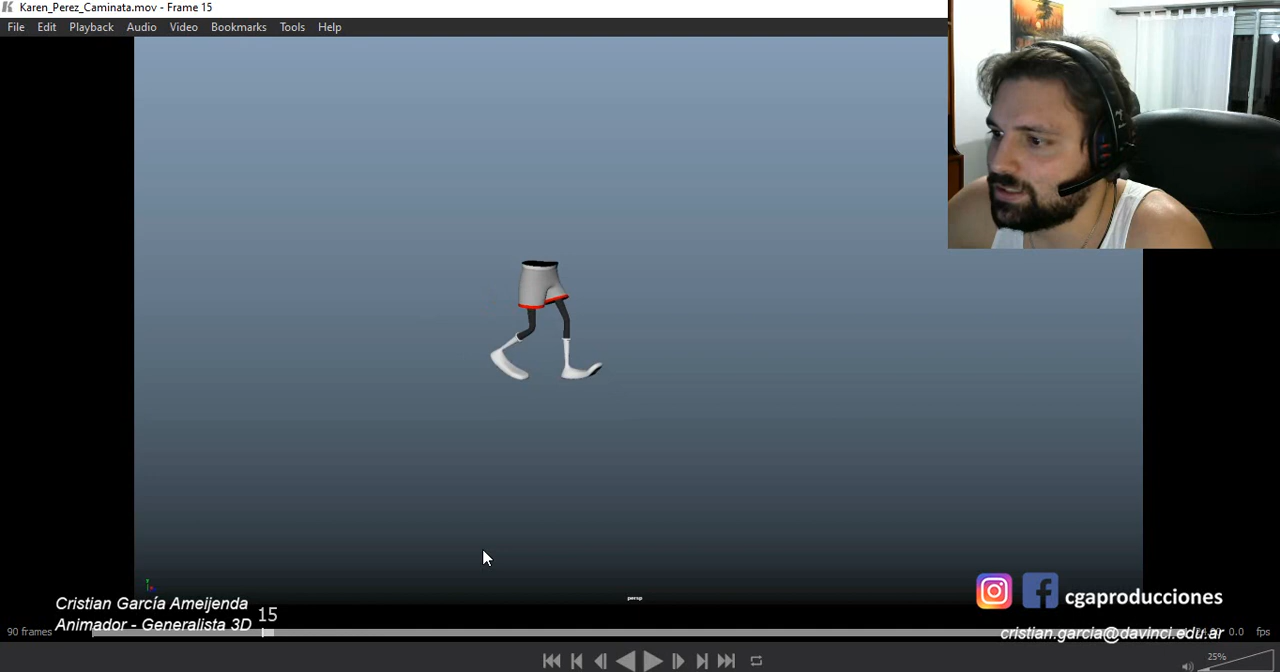 Karen_Perez_Caminata.mov - Frame 15
File Edit Playback Audio Video Bookmarks Tools Help
persp
Cristian García Ameijenda
Animador - Generalista 3D
15
cgaproducciones
90 frames
0.0 fps
cristian.garcia@davinci.edu.ar
25%